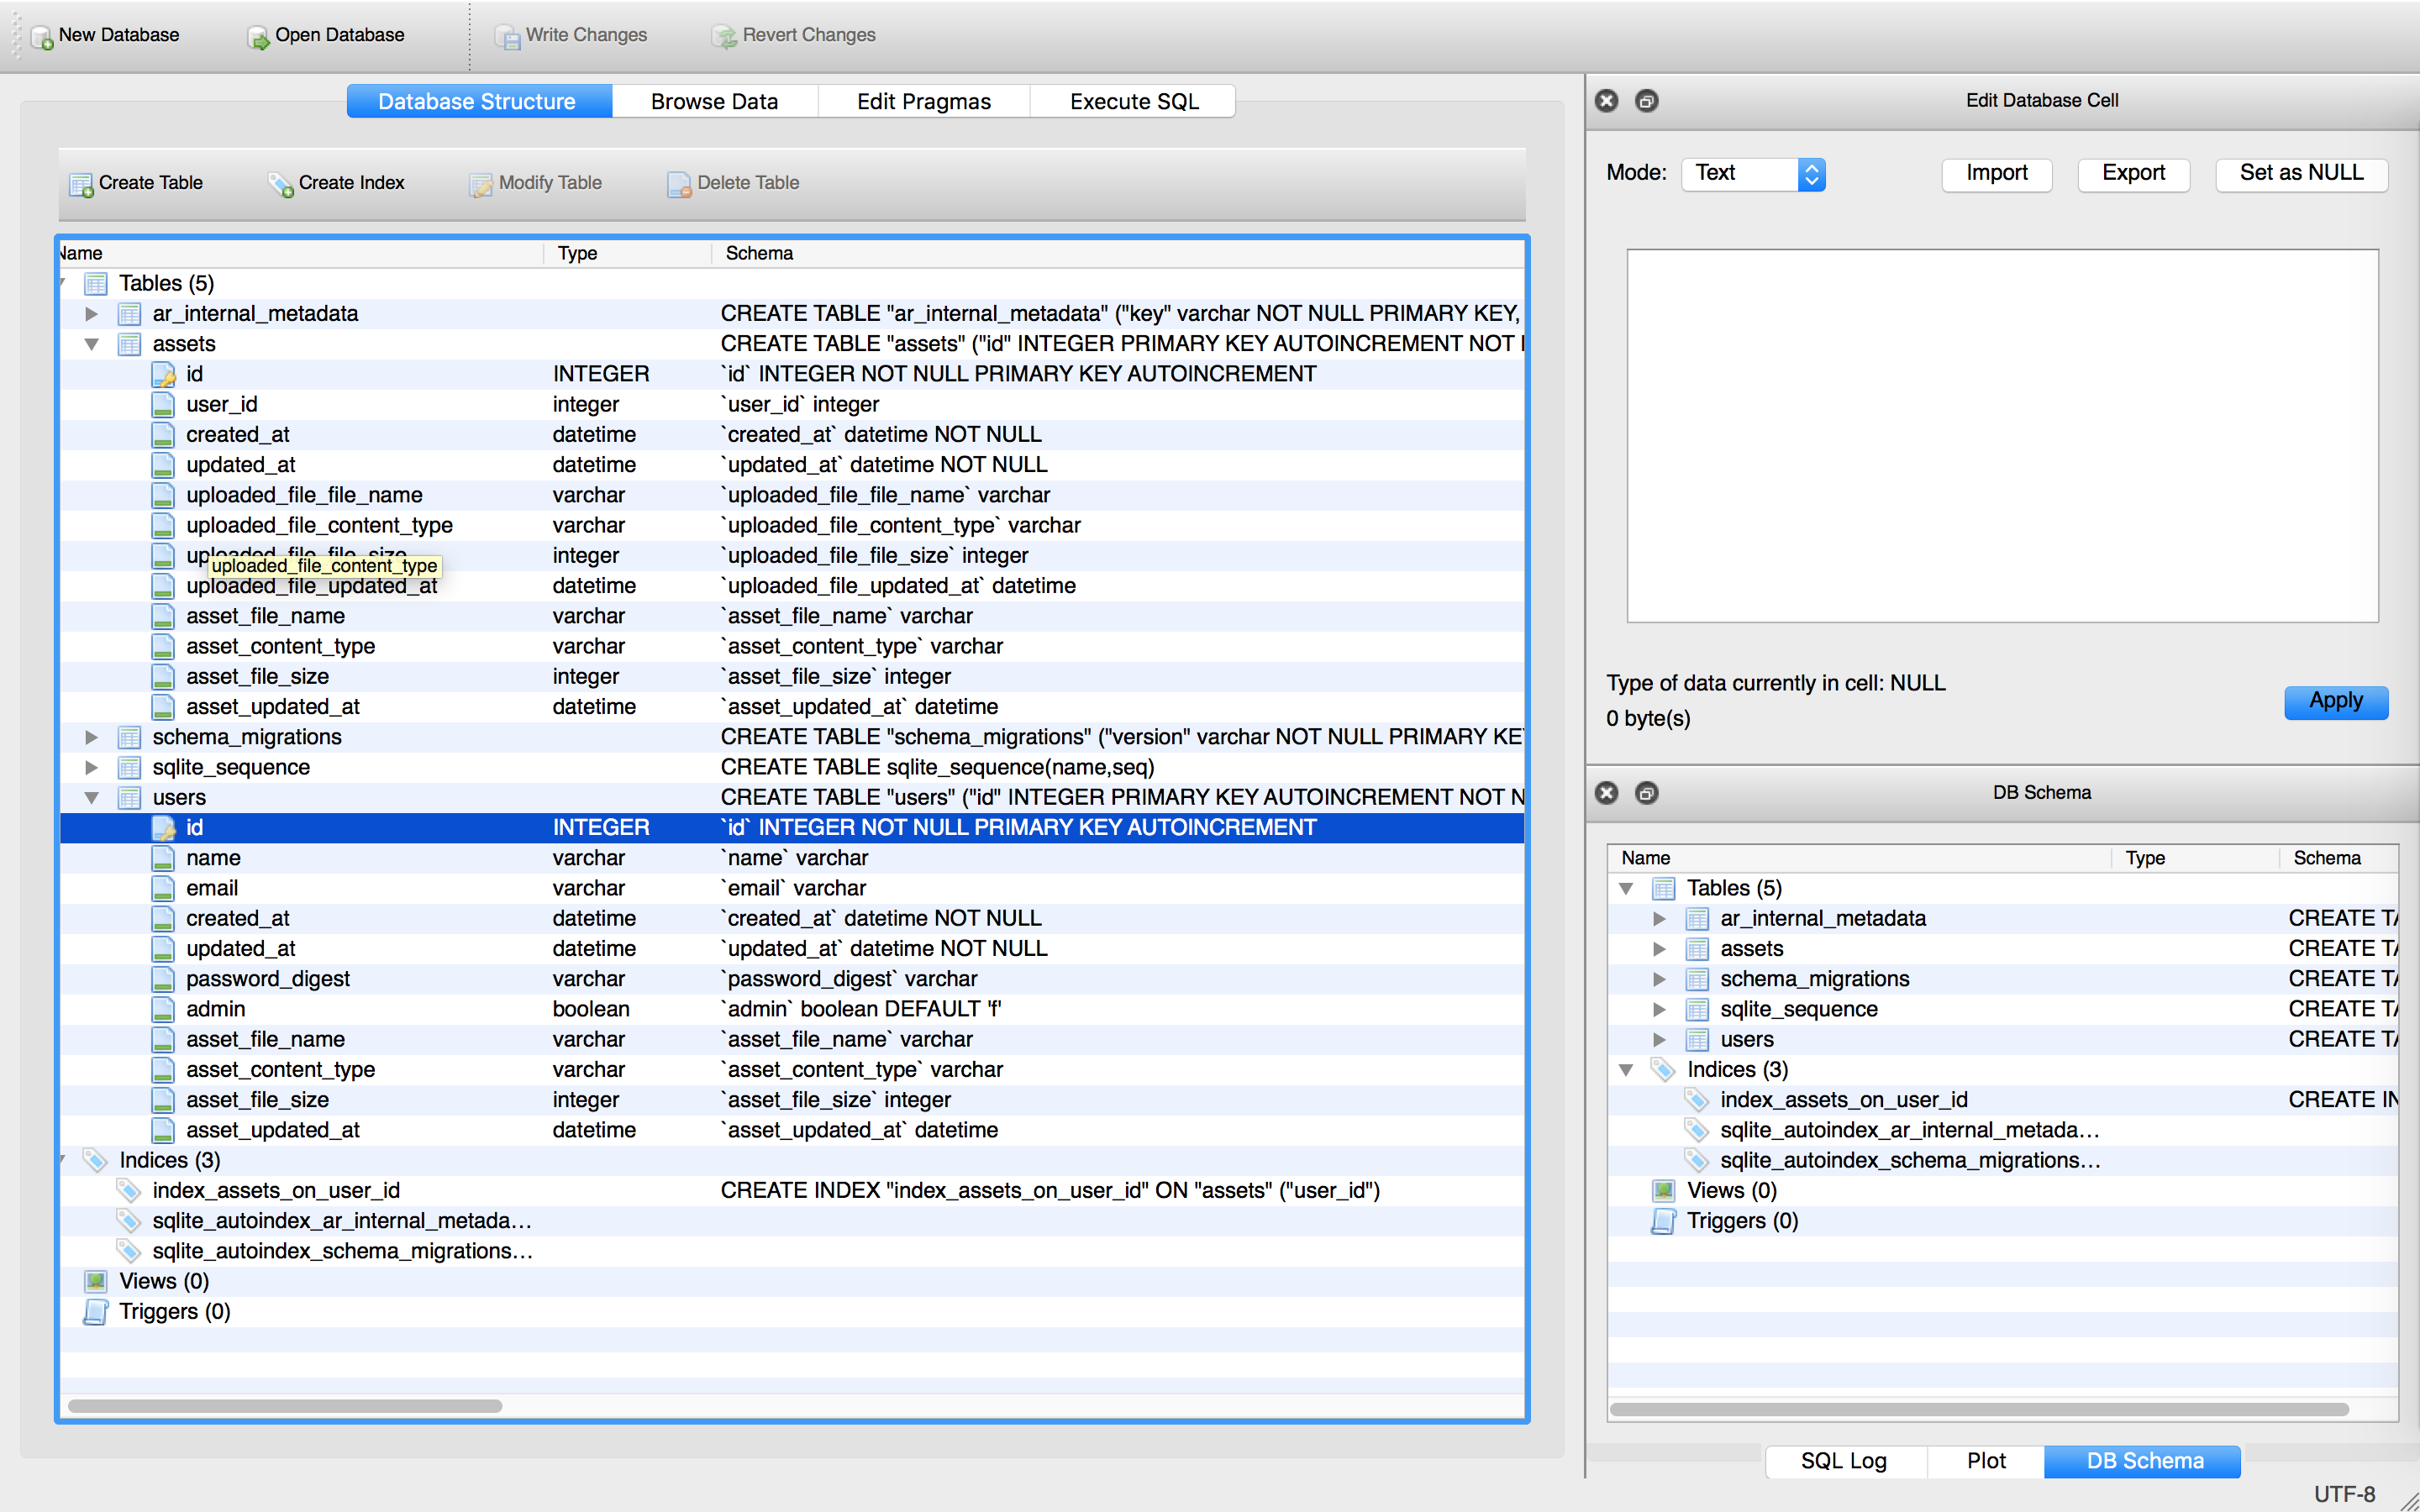 New Database Open Database Write Changes Revert Changes
Database Structure Browse Data Edit Pragmas Execute SQL
Create Table Create Index Modify Table Delete Table
Name Type Schema
Tables (5)
ar_internal_metadata CREATE TABLE "ar_internal_metadata" ("key" varchar NOT NULL PRIMARY KEY,
assets CREATE TABLE "assets" ("id" INTEGER PRIMARY KEY AUTOINCREMENT NOT
id INTEGER `id` INTEGER NOT NULL PRIMARY KEY AUTOINCREMENT
user_id integer `user_id` integer
created_at datetime `created_at` datetime NOT NULL
updated_at datetime `updated_at` datetime NOT NULL
uploaded_file_file_name varchar `uploaded_file_file_name` varchar
uploaded_file_content_type varchar `uploaded_file_content_type` varchar
uploaded_file_file_size integer `uploaded_file_file_size` integer
uploaded_file_content_type
uploaded_file_updated_at datetime `uploaded_file_updated_at` datetime
asset_file_name varchar `asset_file_name` varchar
asset_content_type varchar `asset_content_type` varchar
asset_file_size integer `asset_file_size` integer
asset_updated_at datetime `asset_updated_at` datetime
schema_migrations CREATE TABLE "schema_migrations" ("version" varchar NOT NULL PRIMARY KE
sqlite_sequence CREATE TABLE sqlite_sequence(name,seq)
users CREATE TABLE "users" ("id" INTEGER PRIMARY KEY AUTOINCREMENT NOT N
id INTEGER `id` INTEGER NOT NULL PRIMARY KEY AUTOINCREMENT
name varchar `name` varchar
email varchar `email` varchar
created_at datetime `created_at` datetime NOT NULL
updated_at datetime `updated_at` datetime NOT NULL
password_digest varchar `password_digest` varchar
admin boolean `admin` boolean DEFAULT 'f'
asset_file_name varchar `asset_file_name` varchar
asset_content_type varchar `asset_content_type` varchar
asset_file_size integer `asset_file_size` integer
asset_updated_at datetime `asset_updated_at` datetime
Indices (3)
index_assets_on_user_id CREATE INDEX "index_assets_on_user_id" ON "assets" ("user_id")
sqlite_autoindex_ar_internal_metada...
sqlite_autoindex_schema_migrations...
Views (0)
Triggers (0)
Edit Database Cell
Mode: Text Import Export Set as NULL
Type of data currently in cell: NULL
0 byte(s)
Apply
DB Schema
Name Type Schema
Tables (5)
ar_internal_metadata CREATE TA
assets CREATE TA
schema_migrations CREATE TA
sqlite_sequence CREATE TA
users CREATE TA
Indices (3)
index_assets_on_user_id CREATE IN
sqlite_autoindex_ar_internal_metada...
sqlite_autoindex_schema_migrations...
Views (0)
Triggers (0)
SQL Log Plot DB Schema
UTF-8